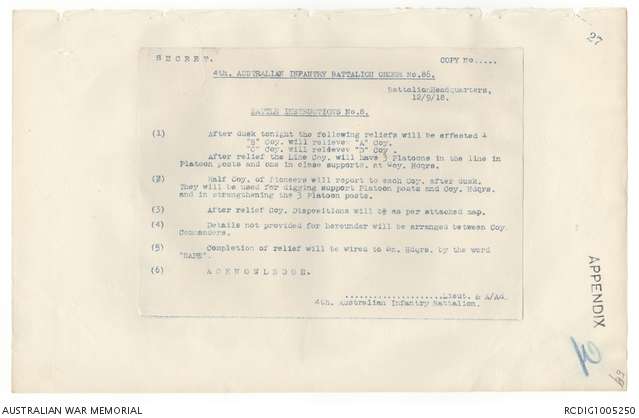 27
S E C R E T.
COPY No.....
4th. AUSTRALIAN INFANTRY BATTALION ORDER No.86.
BattalionHeadquarters,
12/9/18.
BATTLE INSTRUCTIONS No.8.
(1) After dusk tonight the following reliefs will be effected :
"B" Coy. will relieve "A" Coy.
"C" Coy. will relieve "D" Coy .
After relief the Line Coy. will have 3 Platoons in the line in
Platoon posts and one in close supports, at Coy. Hdqrs.
(2) Half Coy. of Pioneers will report to each Coy. after dusk.
They will be used for digging support Platoon posts and Coy. Hdqrs.
and in strengthening the 3 Platoon posts.
(3) After relief Coy. Dispositions will be as per attached map.
(4) Details not provided for hereunder will be arranged between Coy.
Commanders.
(5) Completion of relief will be wired to Bn. Hdqrs. by the word
"BABE".
(6) A C K N O W L E D G E.
....................Lieut. & A/Adj.
4th. Australian Infantry Battalion.
APPENDIX
AUSTRALIAN WAR MEMORIAL
RCDIG1005250